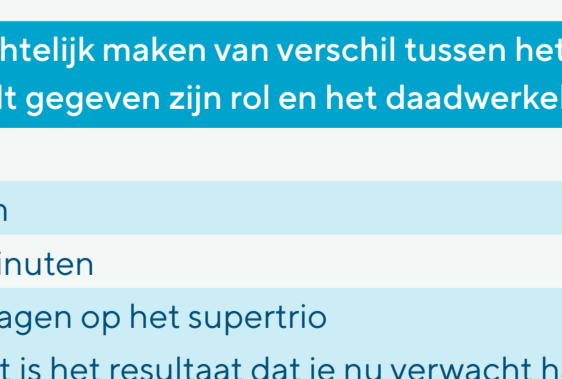 htelijk maken van verschil tussen het
lt gegeven zijn rol en het daadwerkel
n
inuten
agen op het supertrio
t is het resultaat dat je nu verwacht h